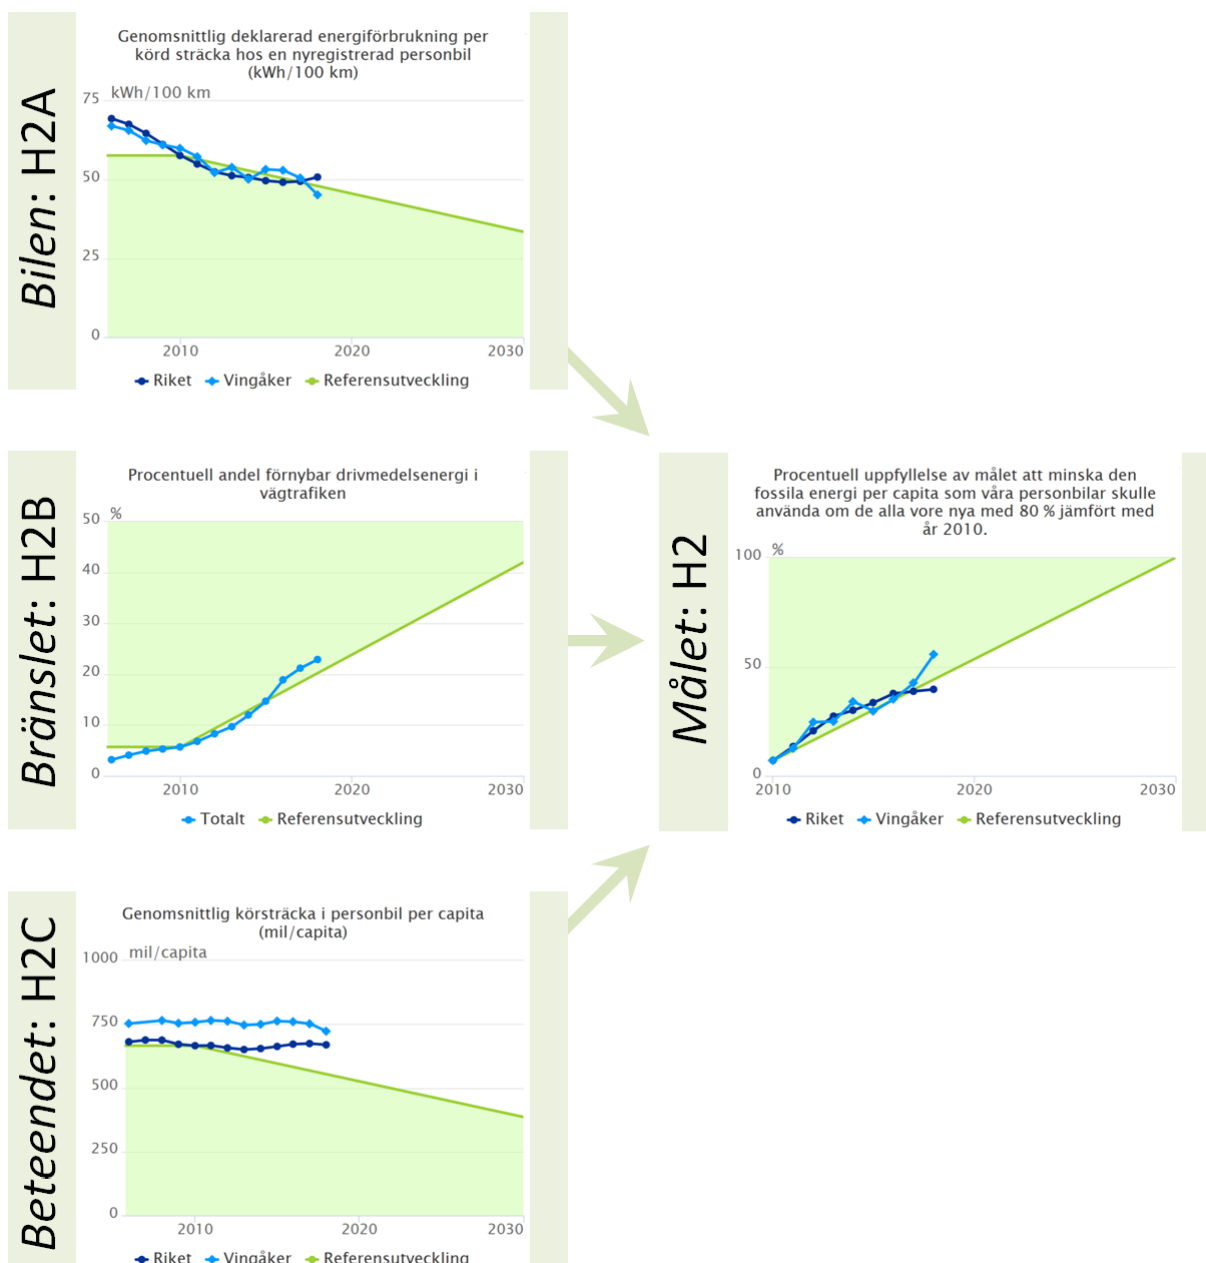 Bilen: H2A
Genomsnittlig deklarerad energiförbrukning per
körd sträcka hos en nyregistrerad personbil
(kWh/100 km)
kWh/100 km
75
50
25
0
2010
2020
2030
Riket
Vingåker
Referensutveckling
Bränslet: H2B
Procentuell andel förnybar drivmedelsenergi i
vägtrafiken
%
50
40
30
20
10
0
2010
2020
2030
Totalt
Referensutveckling
Målet: H2
Procentuell uppfyllelse av målet att minska den
fossila energi per capita som våra personbilar skulle
använda om de alla vore nya med 80 % jämfört med
år 2010.
%
100
50
0
2010
2020
2030
Riket
Vingåker
Referensutveckling
Beteendet: H2C
Genomsnittlig körsträcka i personbil per capita
(mil/capita)
mil/capita
1000
750
500
250
0
2010
2020
2030
Riket
Vingåker
Referensutveckling